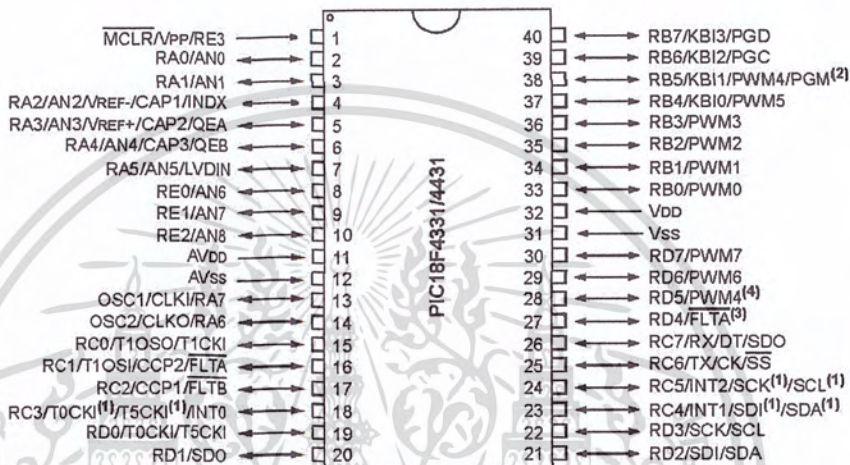 MCLR/VPP/RE3 1
RA0/AN0 2
RA1/AN1 3
RA2/AN2/VREF-/CAP1/INDX 4
RA3/AN3/VREF+/CAP2/QEA 5
RA4/AN4/CAP3/QEB 6
RA5/AN5/LVDIN 7
RE0/AN6 8
RE1/AN7 9
RE2/AN8 10
AVDD 11
AVSS 12
OSC1/CLKI/RA7 13
OSC2/CLKO/RA6 14
RC0/T1OSO/T1CKI 15
RC1/T1OSI/CCP2/FLTA 16
RC2/CCP1/FLTB 17
RC3/T0CKI(1)/T5CKI(1)/INT0 18
RD0/T0CKI/T5CKI 19
RD1/SDO 20
PIC18F4331/4431
40 RB7/KBI3/PGD
39 RB6/KBI2/PGC
38 RB5/KBI1/PWM4/PGM(2)
37 RB4/KBI0/PWM5
36 RB3/PWM3
35 RB2/PWM2
34 RB1/PWM1
33 RB0/PWM0
32 VDD
31 VSS
30 RD7/PWM7
29 RD6/PWM6
28 RD5/PWM4(4)
27 RD4/FLTA(3)
26 RC7/RX/DT/SDO
25 RC6/TX/CK/SS
24 RC5/INT2/SCK(1)/SCL(1)
23 RC4/INT1/SDI(1)/SDA(1)
22 RD3/SCK/SCL
21 RD2/SDI/SDA